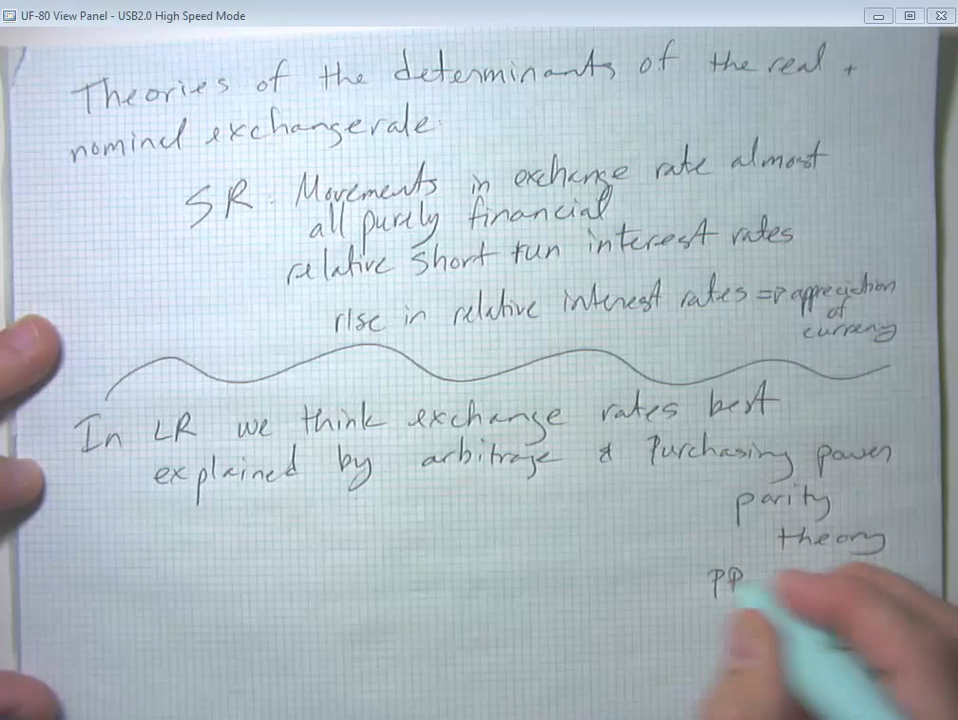 UF-80 View Panel - USB2.0 High Speed Mode
Theories of the determinants of the real +
nominal exchange rate.
SR: Movements in exchange rate almost
all purely financial
relative short run interest rates
rise in relative interest rates => appreciation
of
currency
In LR we think exchange rates best
explained by arbitrage & Purchasing power
parity
theory
PP